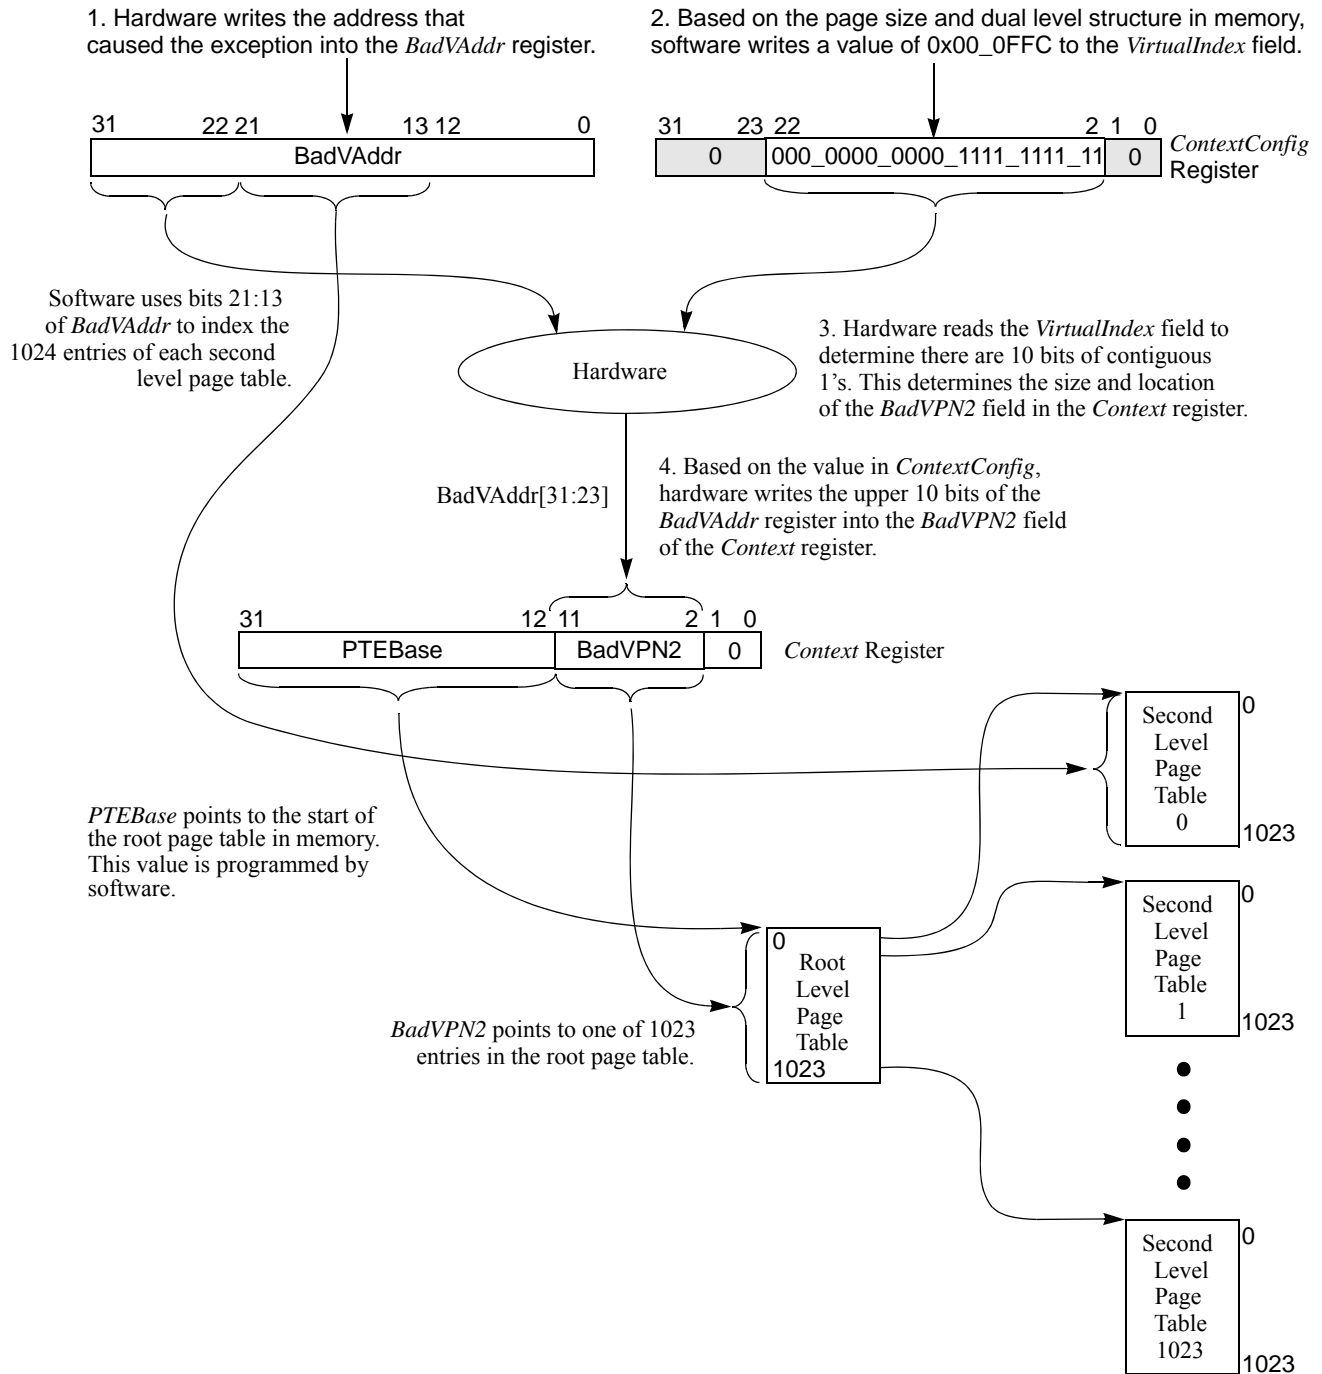 1. Hardware writes the address that
caused the exception into the BadVAddr register.
2. Based on the page size and dual level structure in memory,
software writes a value of 0x00_0FFC to the VirtualIndex field.
31 22 21 13 12 0
BadVAddr
31 23 22 2 1 0
0 000_0000_0000_1111_1111_11 0
ContextConfig
Register
Software uses bits 21:13
of BadVAddr to index the
1024 entries of each second
level page table.
Hardware
3. Hardware reads the VirtualIndex field to
determine there are 10 bits of contiguous
1's. This determines the size and location
of the BadVPN2 field in the Context register.
BadVAddr[31:23]
4. Based on the value in ContextConfig,
hardware writes the upper 10 bits of the
BadVAddr register into the BadVPN2 field
of the Context register.
31 12 11 2 1 0
PTEBase BadVPN2 0
Context Register
PTEBase points to the start of
the root page table in memory.
This value is programmed by
software.
BadVPN2 points to one of 1023
entries in the root page table.
0
Root
Level
Page
Table
1023
0
Second
Level
Page
Table
0
1023
0
Second
Level
Page
Table
1
1023
0
Second
Level
Page
Table
1023
1023